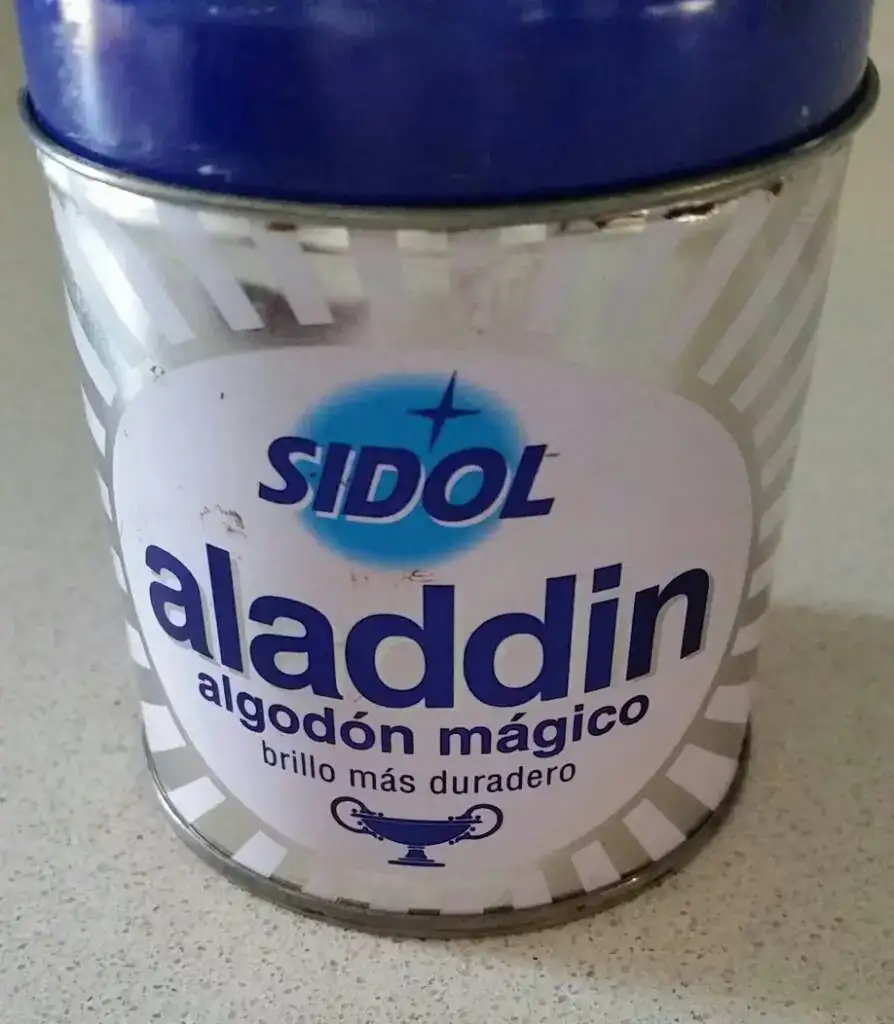 SIDOL
aladdin
algodón mágico
brillo más duradero